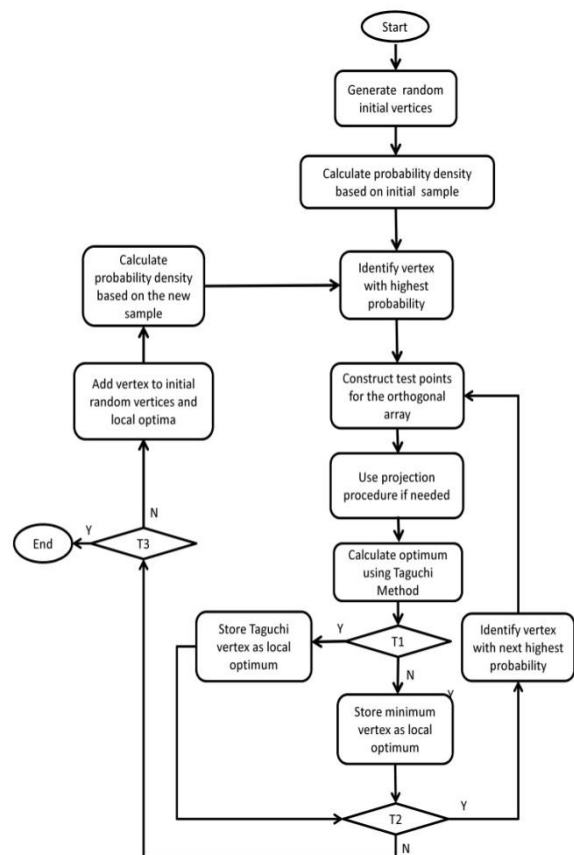 Start
Generate random
initial vertices
Calculate probability density
based on initial sample
Calculate
probability density
based on the new
sample
Identify vertex
with highest
probability
Add vertex to initial
random vertices and
local optima
Construct test points
for the orthogonal
array
Use projection
procedure if needed
N
Y
End
T3
Calculate optimum
using Taguchi
Method
Store Taguchi
vertex as local
optimum
Y
T1
Identify vertex
with next highest
probability
N
Y
Store minimum
vertex as local
optimum
T2
Y
N